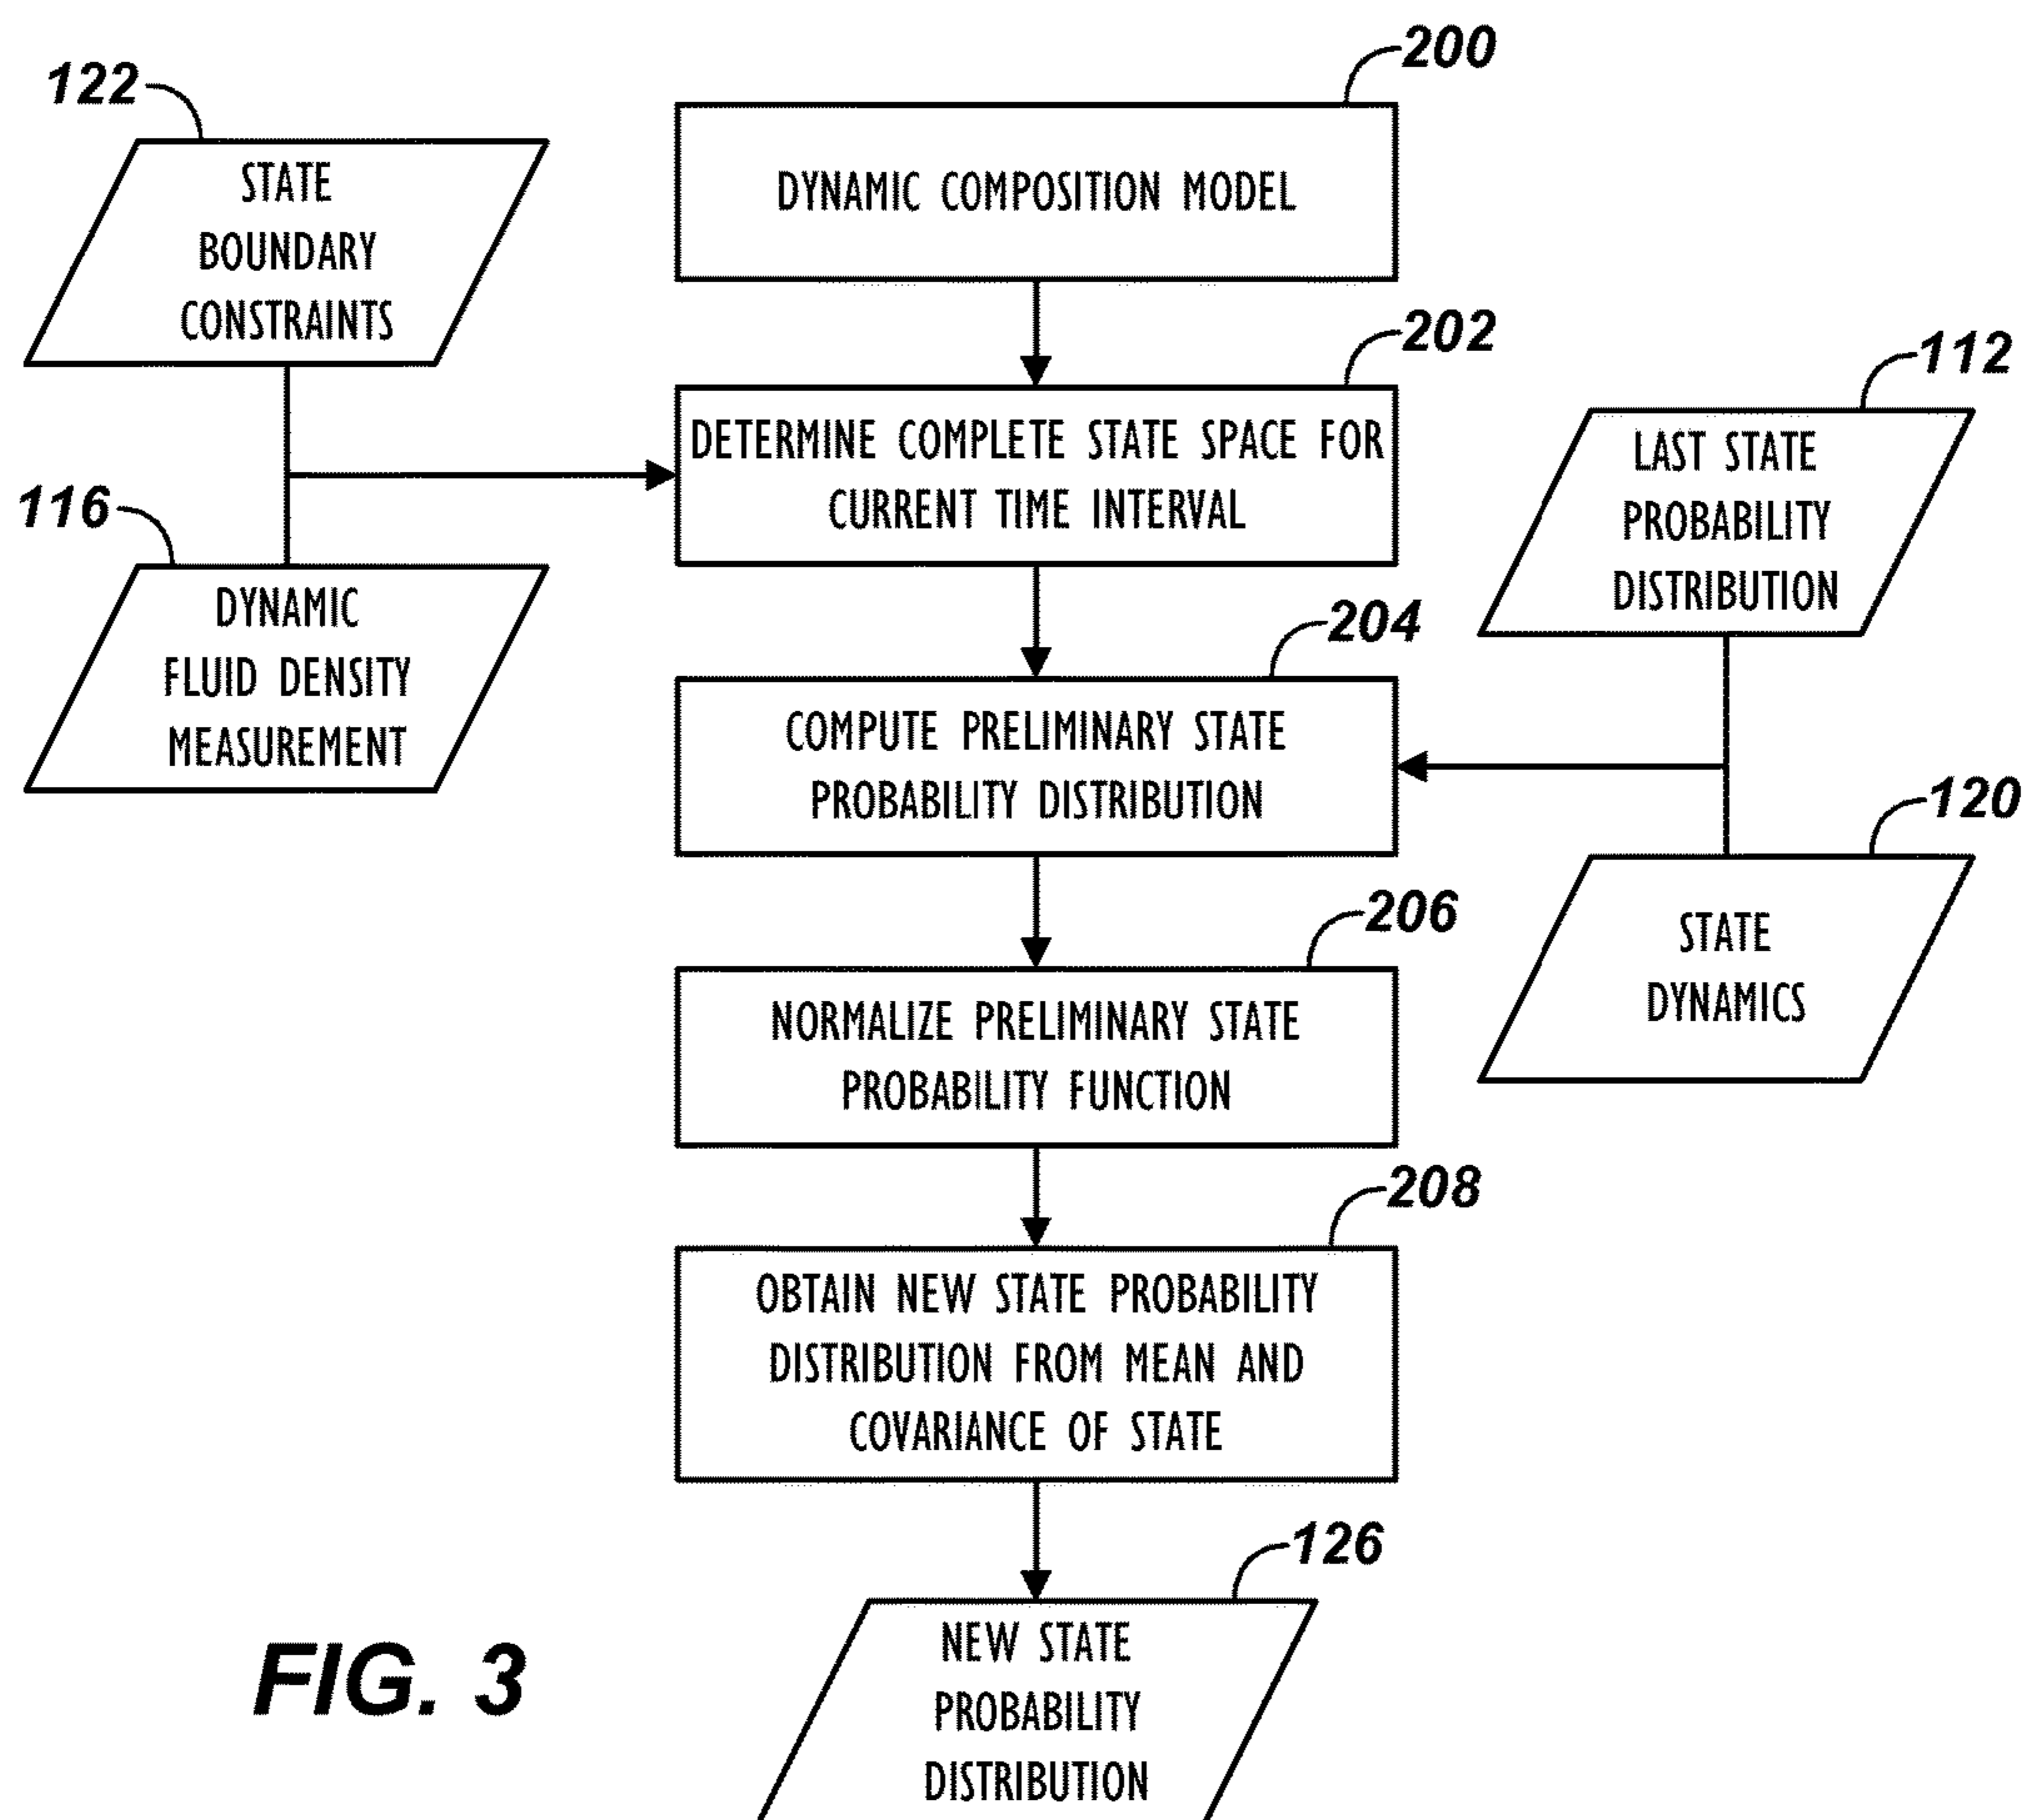 200
122
STATE
BOUNDARY
CONSTRAINTS
DYNAMIC COMPOSITION MODEL
202
112
DETERMINE COMPLETE STATE SPACE FOR
CURRENT TIME INTERVAL
LAST STATE
PROBABILITY
DISTRIBUTION
116
DYNAMIC
FLUID DENSITY
MEASUREMENT
204
COMPUTE PRELIMINARY STATE
PROBABILITY DISTRIBUTION
120
STATE
DYNAMICS
206
NORMALIZE PRELIMINARY STATE
PROBABILITY FUNCTION
208
OBTAIN NEW STATE PROBABILITY
DISTRIBUTION FROM MEAN AND
COVARIANCE OF STATE
126
NEW STATE
PROBABILITY
DISTRIBUTION
FIG. 3